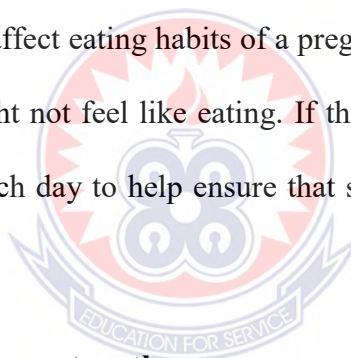 affect eating habits of a preg
ht not feel like eating. If th
ch day to help ensure that s
EDUCATION FOR SERVICE